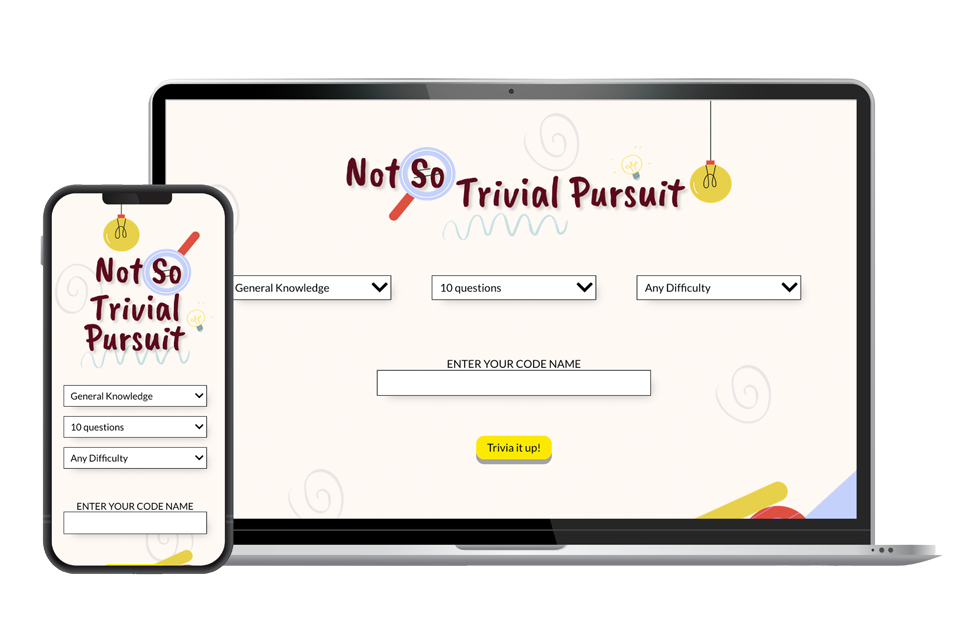 Not So
Trivial Pursuit
General Knowledge
10 questions
Any Difficulty
ENTER YOUR CODE NAME
Trivia it up!
Not So
Trivial
Pursuit
General Knowledge
10 questions
Any Difficulty
ENTER YOUR CODE NAME